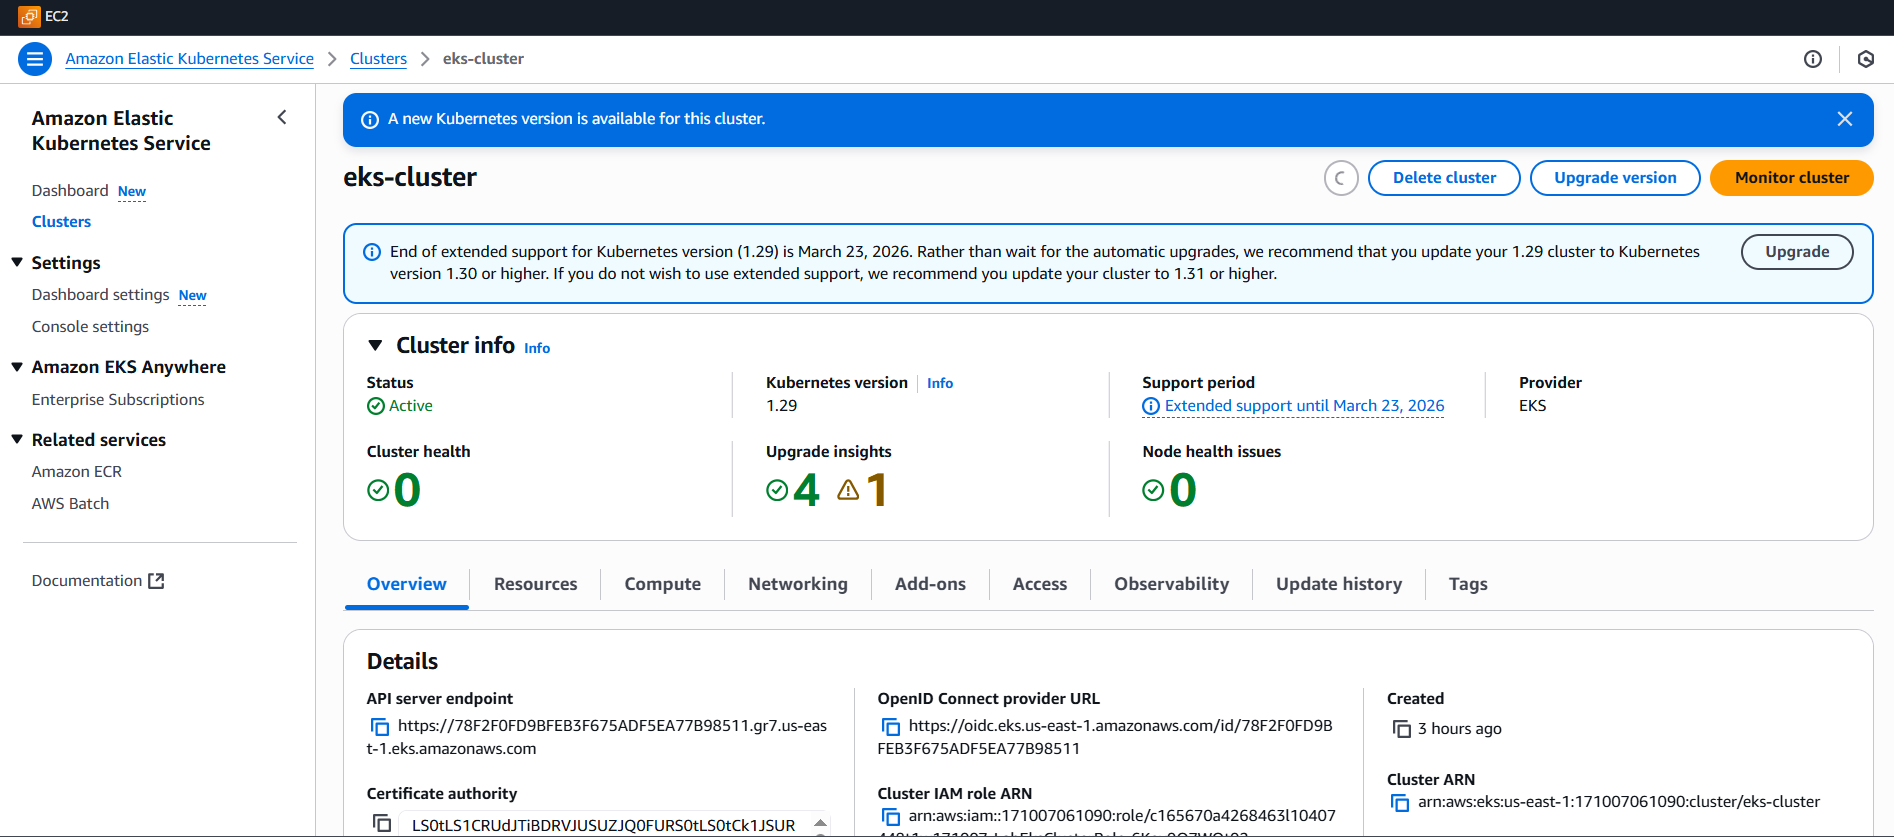 EC2
Amazon Elastic Kubernetes Service
Clusters
eks-cluster
Amazon Elastic
Kubernetes Service
Dashboard New
Clusters
Settings
Dashboard settings New
Console settings
Amazon EKS Anywhere
Enterprise Subscriptions
Related services
Amazon ECR
AWS Batch
Documentation
A new Kubernetes version is available for this cluster.
eks-cluster
Delete cluster
Upgrade version
Monitor cluster
End of extended support for Kubernetes version (1.29) is March 23, 2026. Rather than wait for the automatic upgrades, we recommend that you update your 1.29 cluster to Kubernetes
version 1.30 or higher. If you do not wish to use extended support, we recommend you update your cluster to 1.31 or higher.
Upgrade
Cluster info Info
Status
Active
Kubernetes version Info
1.29
Support period
Extended support until March 23, 2026
Provider
EKS
Cluster health
0
Upgrade insights
4 1
Node health issues
0
Overview
Resources
Compute
Networking
Add-ons
Access
Observability
Update history
Tags
Details
API server endpoint
https://78F2F0FD9BFEB3F675ADF5EA77B98511.gr7.us-eas
t-1.eks.amazonaws.com
Certificate authority
LS0tLS1CRUdJTiBDRVJUSUZJQ0FURS0tLS0tCk1JSUR
OpenID Connect provider URL
https://oidc.eks.us-east-1.amazonaws.com/id/78F2F0FD9B
FEB3F675ADF5EA77B98511
Cluster IAM role ARN
arn:aws:iam::171007061090:role/c165670a4268463l10407
Created
3 hours ago
Cluster ARN
arn:aws:eks:us-east-1:171007061090:cluster/eks-cluster